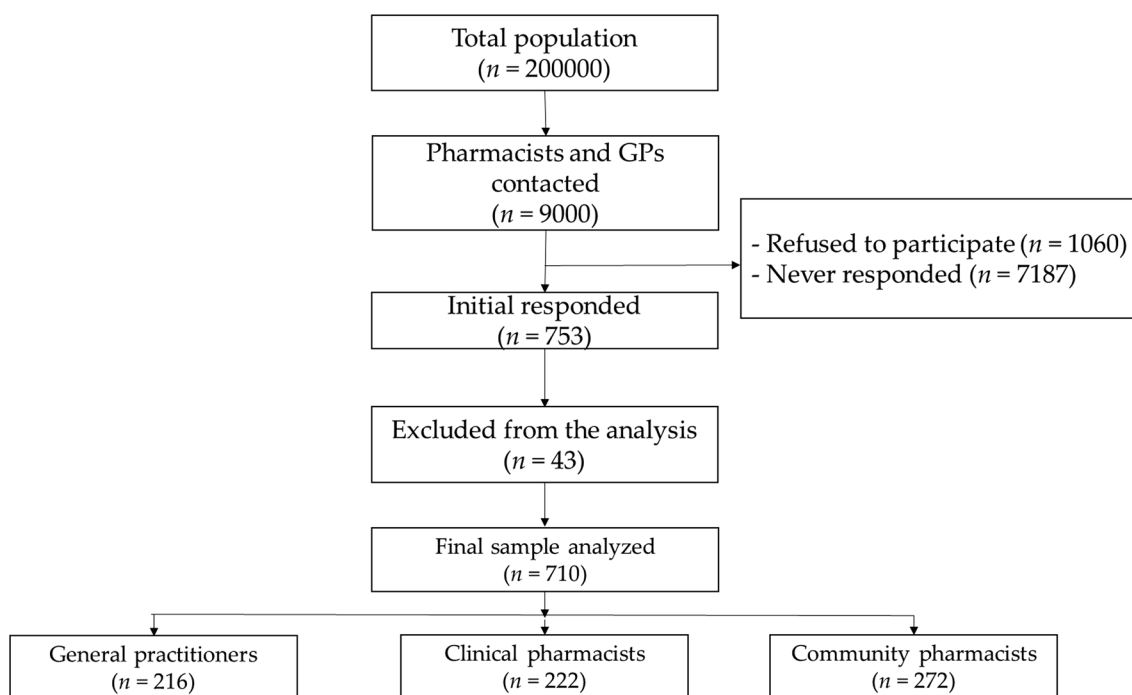 Total population
(n = 200000)
Pharmacists and GPs
contacted
(n = 9000)
- Refused to participate (n = 1060)
- Never responded (n = 7187)
Initial responded
(n = 753)
Excluded from the analysis
(n = 43)
Final sample analyzed
(n = 710)
General practitioners
(n = 216)
Clinical pharmacists
(n = 222)
Community pharmacists
(n = 272)